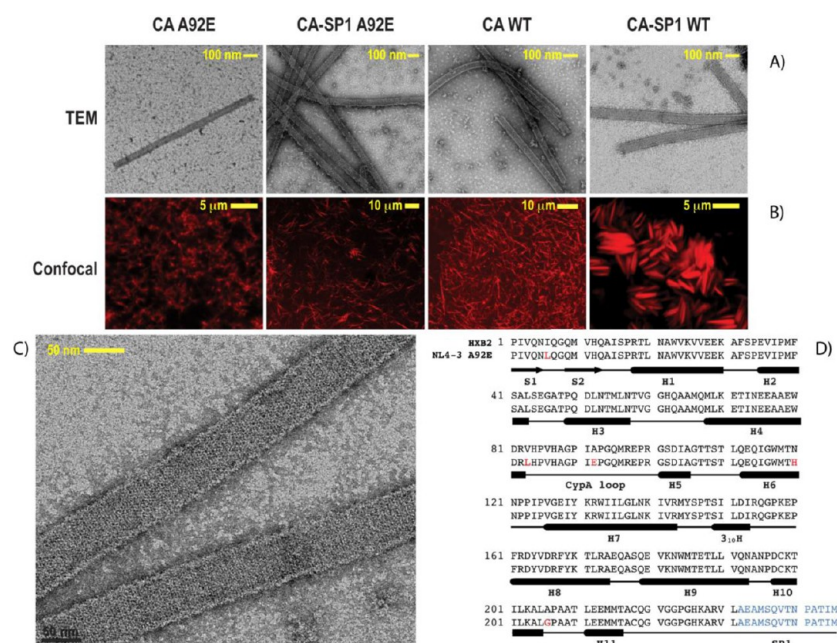 CA A92E CA-SP1 A92E CA WT CA-SP1 WT
100 nm 100 nm 100 nm 100 nm
A)
TEM
5 μm 10 μm 10 μm 5 μm
B)
Confocal
C)
50 nm
50 nm
D)
HXB2 1 PIVQNIQGQM VHQAISPRTL NAWVKVVEEK AFSPEVIPMF
NL4-3 A92E PIVQNLQGQM VHQAISPRTL NAWVKVVEEK AFSPEVIPMF
S1 S2 H1 H2
41 SALSEGATPQ DLNTMLNTVG GHQAAMQMLK ETINEEAAEW
SALSEGATPQ DLNTMLNTVG GHQAAMQMLK ETINEEAAEW
H3 H4
81 DRVHPVHAGP IAPGQMREPR GSDIAGTTST LQEQIGWMTN
DRLHPVHAGP IEPGQMREPR GSDIAGTTST LQEQIGWMTH
CypA loop H5 H6
121 NPPIPVGEIY KRWIILGLNK IVRMYSPTSI LDIRQGPKEP
NPPIPVGEIY KRWIILGLNK IVRMYSPTSI LDIRQGPKEP
H7 3₁₀H
161 FRDYVDRFYK TLRAEQASQE VKNWMTETLL VQNANPDCKT
FRDYVDRFYK TLRAEQASQE VKNWMTETLL VQNANPDCKT
H8 H9 H10
201 ILKALAPAAT LEEMMTACQG VGGPGHKARV LAEAMSQVTN PATIM
201 ILKALGPAAT LEEMMTACQG VGGPGHKARV LAEAMSQVTN PATIM
H11 SP1